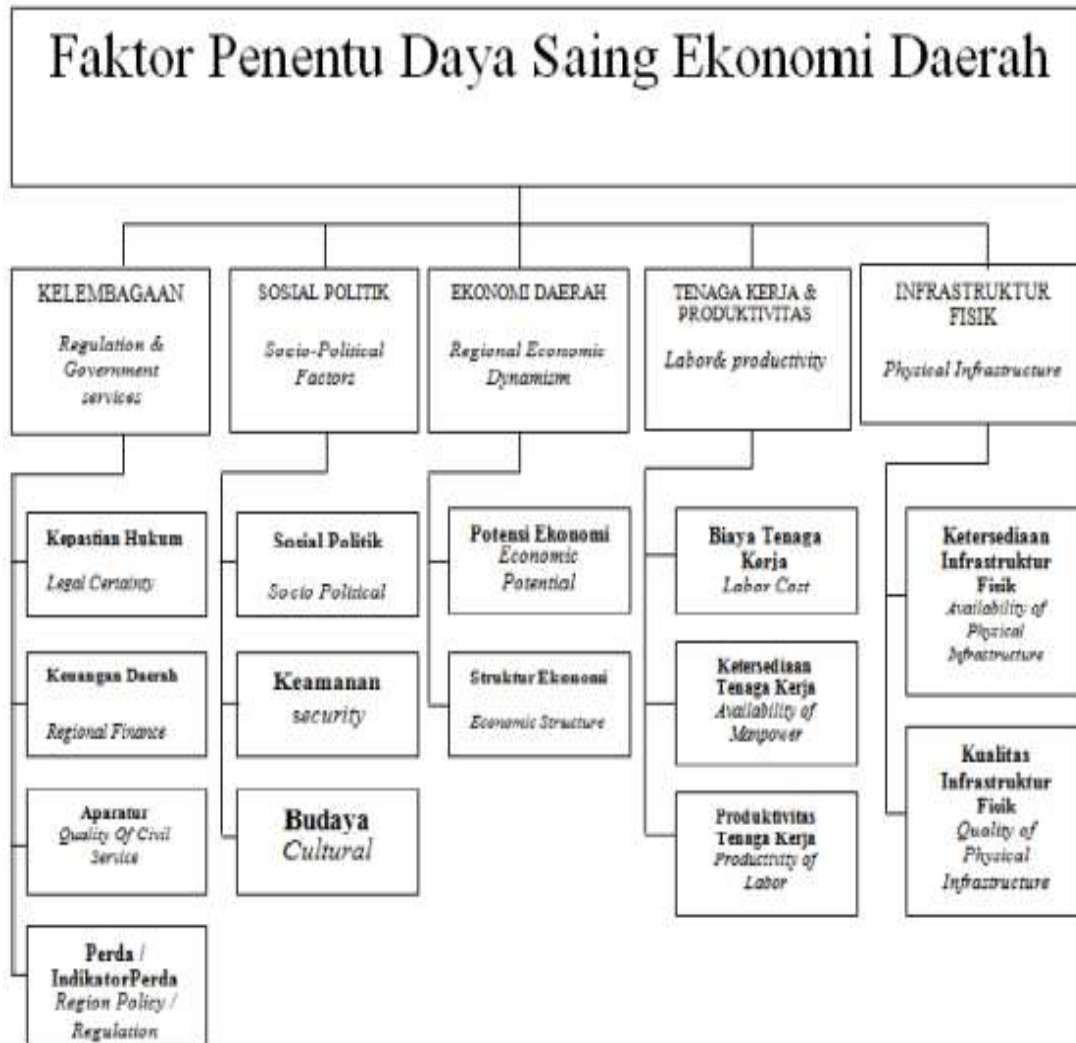 Faktor Penentu Daya Saing Ekonomi Daerah
KELEMBAGAAN
Regulation &
Government
services
SOSIAL POLITIK
Socio-Political
Factors
EKONOMI DAERAH
Regional Economic
Dynamism
TENAGA KERJA &
PRODUKTIVITAS
Labor& productivity
INFRASTRUKTUR
FISIK
Physical Infrastructure
Kepastian Hukum
Legal Certainty
Keuangan Daerah
Regional Finance
Aparatur
Quality Of Civil
Service
Perda /
IndikatorPerda
Region Policy /
Regulation
Sosial Politik
Socio Political
Keamanan
security
Budaya
Cultural
Potensi Ekonomi
Economic
Potential
Struktur Ekonomi
Economic Structure
Biaya Tenaga
Kerja
Labor Cost
Ketersediaan
Tenaga Kerja
Availability of
Manpower
Produktivitas
Tenaga Kerja
Productivity of
Labor
Ketersediaan
Infrastruktur
Fisik
Availability of
Physical
Infrastructure
Kualitas
Infrastruktur
Fisik
Quality of
Physical
Infrastructure